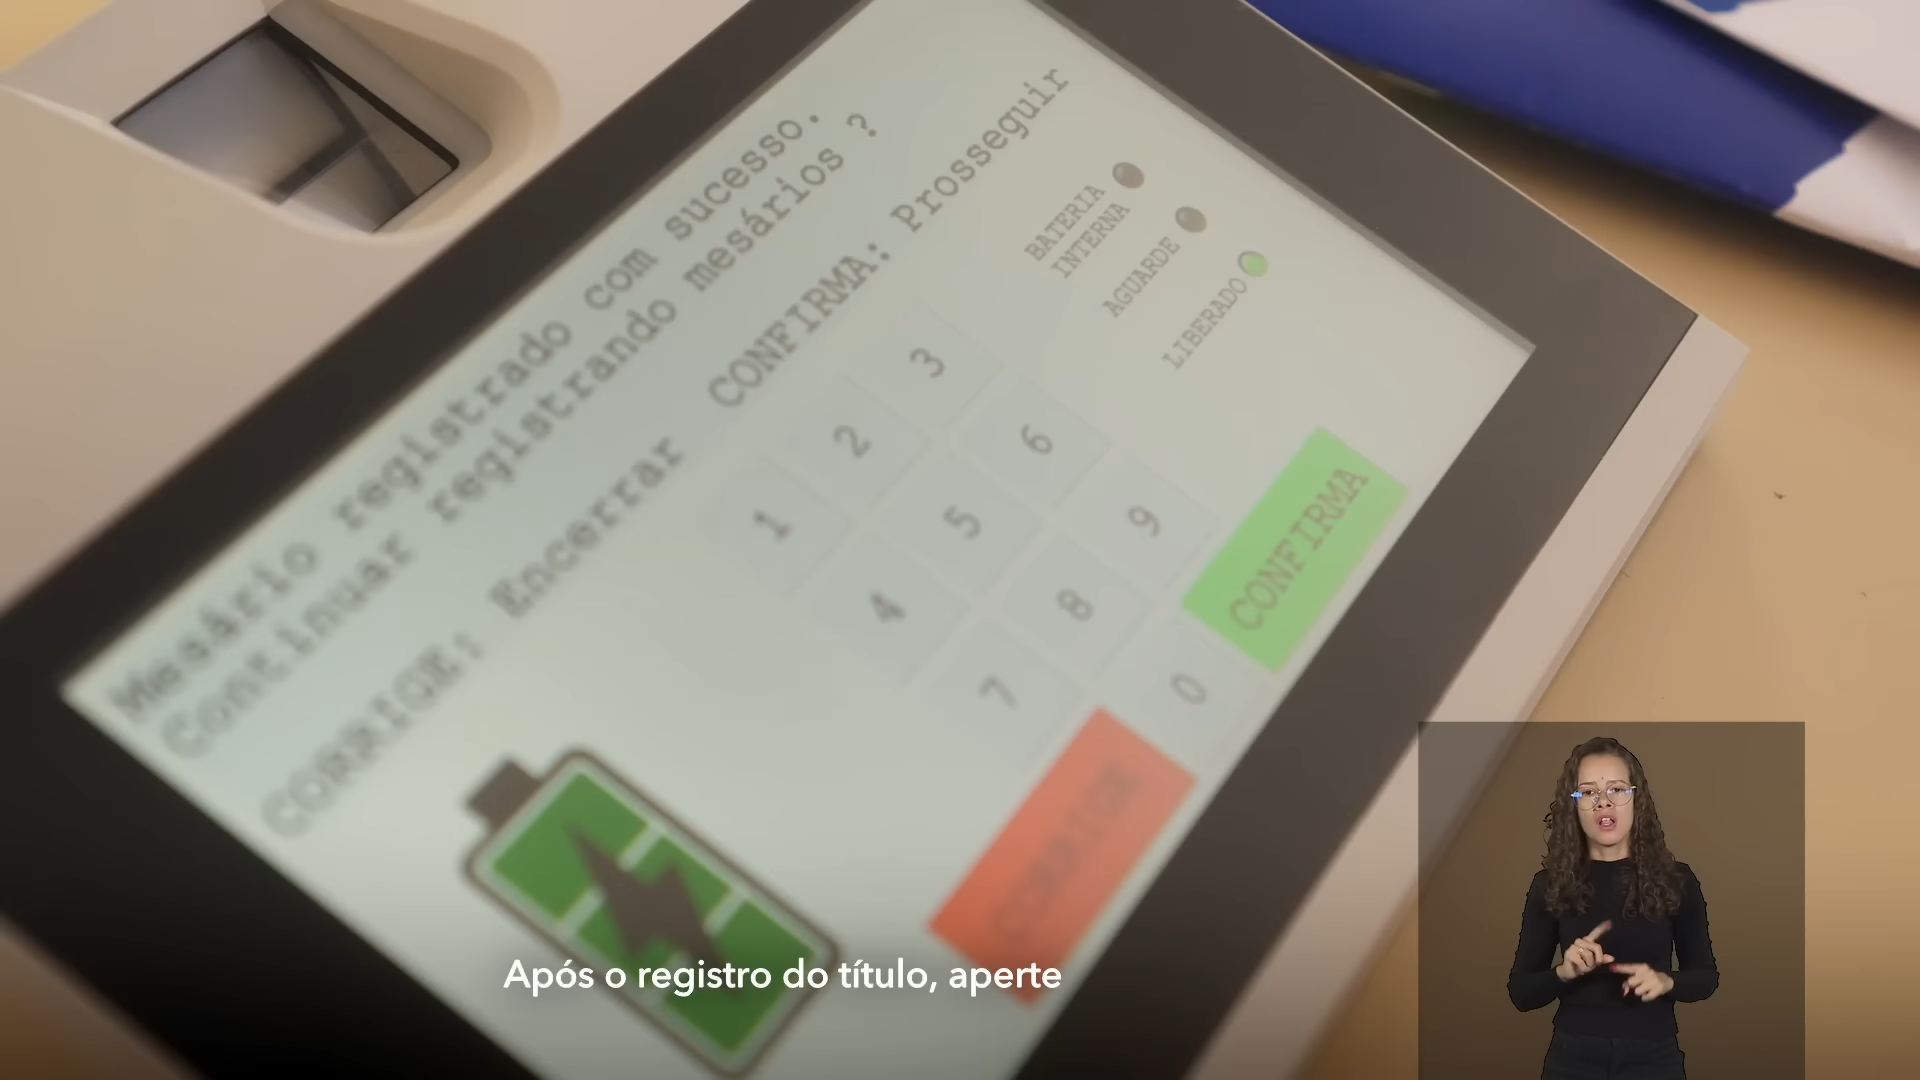 Mesário registrado com sucesso.
Continuar registrando mesários ?
CORRIGE: Encerrar CONFIRMA: Prosseguir
BATERIA
INTERNA
AGUARDE
LIBERADO
1 2 3
4 5 6
7 8 9
0
CORRIGE
CONFIRMA
Após o registro do título, aperte